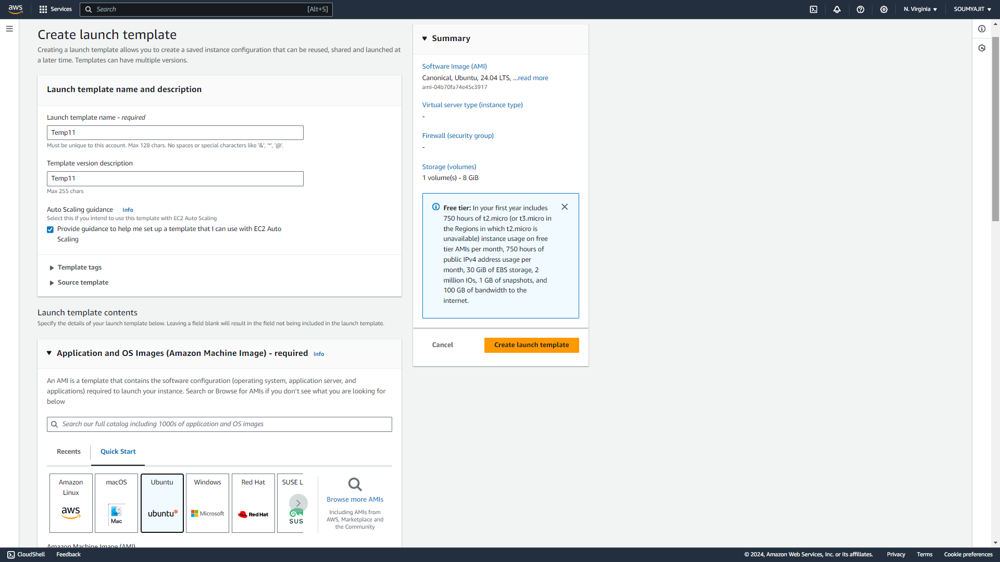 aws
Services
Search
[Alt+S]
N. Virginia
SOUMYAJIT
Create launch template
Creating a launch template allows you to create a saved instance configuration that can be reused, shared and launched at
a later time. Templates can have multiple versions.
Launch template name and description
Launch template name - required
Temp11
Must be unique to this account. Max 128 chars. No spaces or special characters like '&', '*', '@'.
Template version description
Temp11
Max 255 chars
Auto Scaling guidance
Info
Select this if you intend to use this template with EC2 Auto Scaling
Provide guidance to help me set up a template that I can use with EC2 Auto
Scaling
Template tags
Source template
Launch template contents
Specify the details of your launch template below. Leaving a field blank will result in the field not being included in the launch template.
Application and OS Images (Amazon Machine Image) - required Info
An AMI is a template that contains the software configuration (operating system, application server, and
applications) required to launch your instance. Search or Browse for AMIs if you don't see what you are looking for
below
Search our full catalog including 1000s of application and OS images
Recents
Quick Start
Amazon
Linux
aws
macOS
Mac
Ubuntu
ubuntu
Windows
Microsoft
Red Hat
Red Hat
SUSE L
SUS
Browse more AMIs
Including AMIs from
AWS, Marketplace and
the Community
Amazon Machine Image (AMI)
Summary
Software Image (AMI)
Canonical, Ubuntu, 24.04 LTS, ...read more
ami-04b70fa74e45c3917
Virtual server type (instance type)
-
Firewall (security group)
-
Storage (volumes)
1 volume(s) - 8 GiB
Free tier: In your first year includes
750 hours of t2.micro (or t3.micro in
the Regions in which t2.micro is
unavailable) instance usage on free
tier AMIs per month, 750 hours of
public IPv4 address usage per
month, 30 GiB of EBS storage, 2
million IOs, 1 GB of snapshots, and
100 GB of bandwidth to the
internet.
Cancel
Create launch template
CloudShell
Feedback
© 2024, Amazon Web Services, Inc. or its affiliates.
Privacy
Terms
Cookie preferences